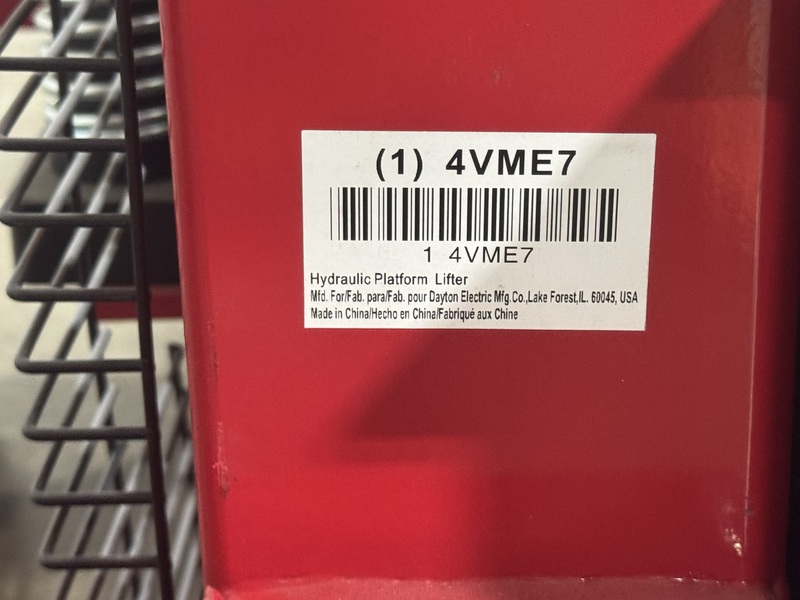 (1) 4VME7
1 4VME7
Hydraulic Platform Lifter
Mfd. For/Fab. para/Fab. pour Dayton Electric Mfg.Co.,Lake Forest,IL. 60045, USA
Made in China/Hecho en China/Fabriqué aux Chine